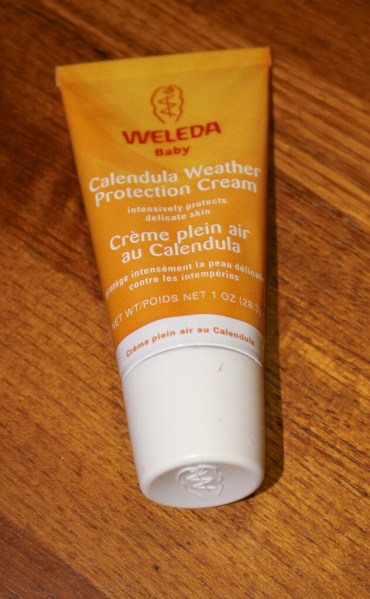 WELEDA
Baby
Calendula Weather
Protection Cream
intensively protects
delicate skin
Crème plein air
au Calendula
intensément la peau
contre les intempéries
NET WT/POIDS NET 1 OZ
Crème plein air au Calendula